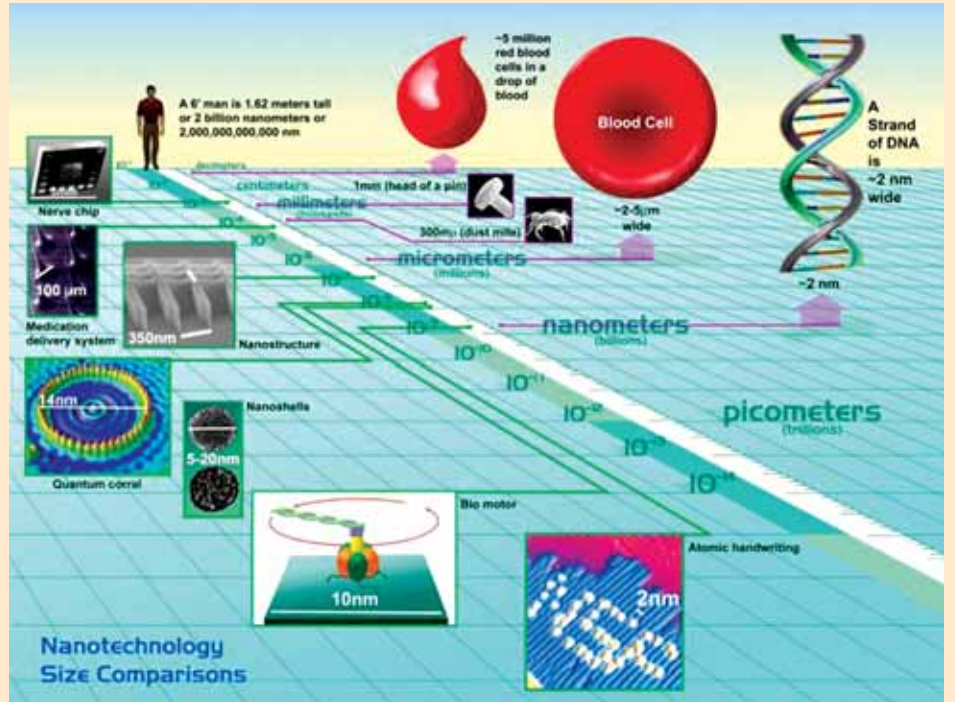 ~5 million
red blood
cells in a
drop of
blood
A 6' man is 1.62 meters tall
or 2 billion nanometers or
2,000,000,000,000 nm
Blood Cell
A
Strand
of DNA
is
~2 nm
wide
decimeters
centimeters
1mm (head of a pin)
Nerve chip
millimeters
300mμ (dust mite)
~2-5μm
wide
micrometers
(millions)
~2 nm
100 μm
Medication
delivery system
350nm
Nanostructure
nanometers
(billions)
10⁻¹⁰
10⁻¹¹
10⁻¹²
10⁻¹³
10⁻¹⁴
picometers
(trillions)
14nm
Quantum corral
Nanoshells
5-20nm
Bio motor
10nm
Atomic handwriting
2nm
Nanotechnology
Size Comparisons